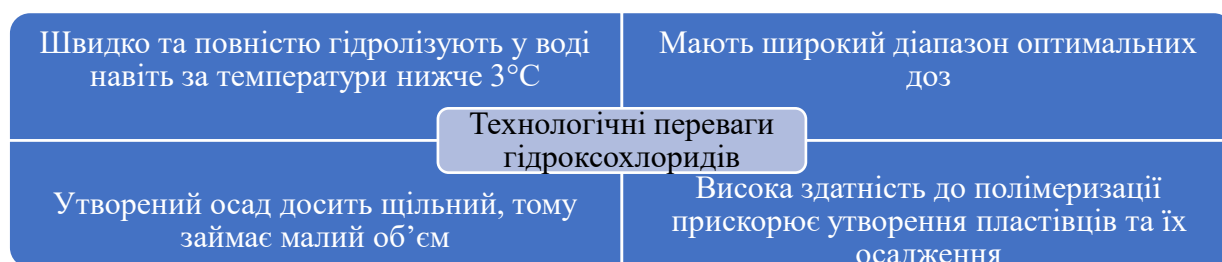 Швидко та повністю гідролізують у воді
навіть за температури нижче 3°С
Мають широкий діапазон оптимальних
доз
Технологічні переваги
гідроксохлоридів
Утворений осад досить щільний, тому
займає малий об’єм
Висока здатність до полімеризації
прискорює утворення пластівців та їх
осадження